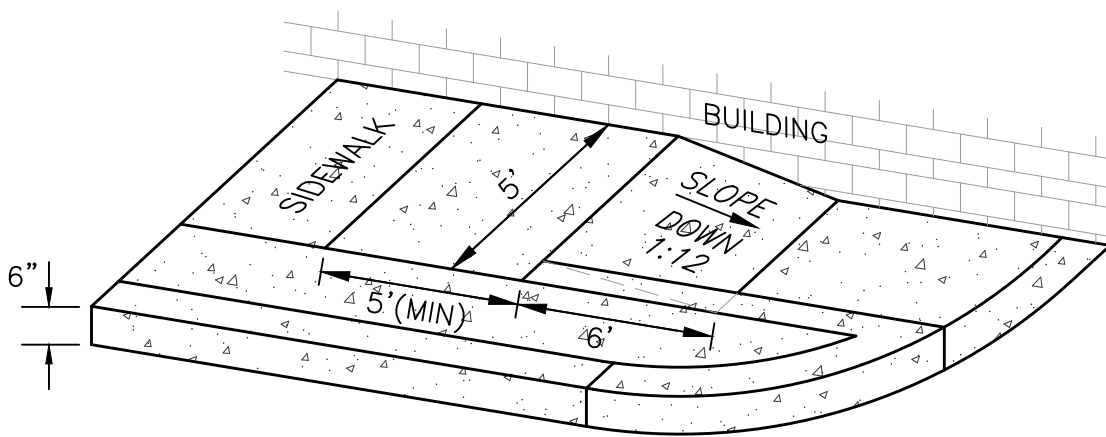 BUILDING
SIDEWALK
5'
SLOPE
DOWN
1:12
6"
5'(MIN)
6'